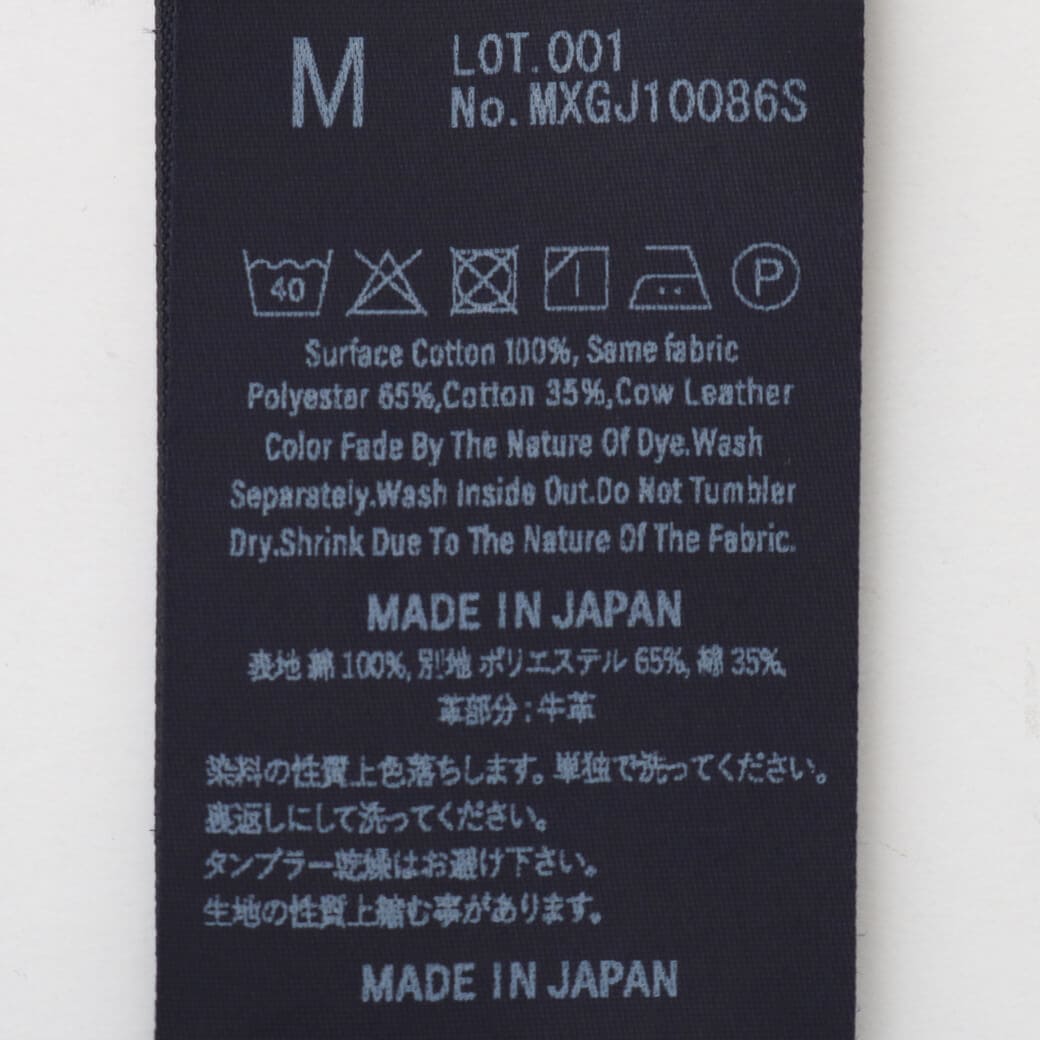 M
LOT.001
No. MXGJ10086S
40
P
Surface Cotton 100%, Same fabric
Polyester 65%,Cotton 35%,Cow Leather
Color Fade By The Nature Of Dye.Wash
Separately.Wash Inside Out.Do Not Tumbler
Dry.Shrink Due To The Nature Of The Fabric.
MADE IN JAPAN
表地 綿 100%, 別地 ポリエステル 65%, 綿 35%,
革部分 : 牛革
染料の性質上色落ちします。単独で洗ってください。
裏返しにして洗ってください。
タンブラー乾燥はお避け下さい。
生地の性質上縮む事があります。
MADE IN JAPAN